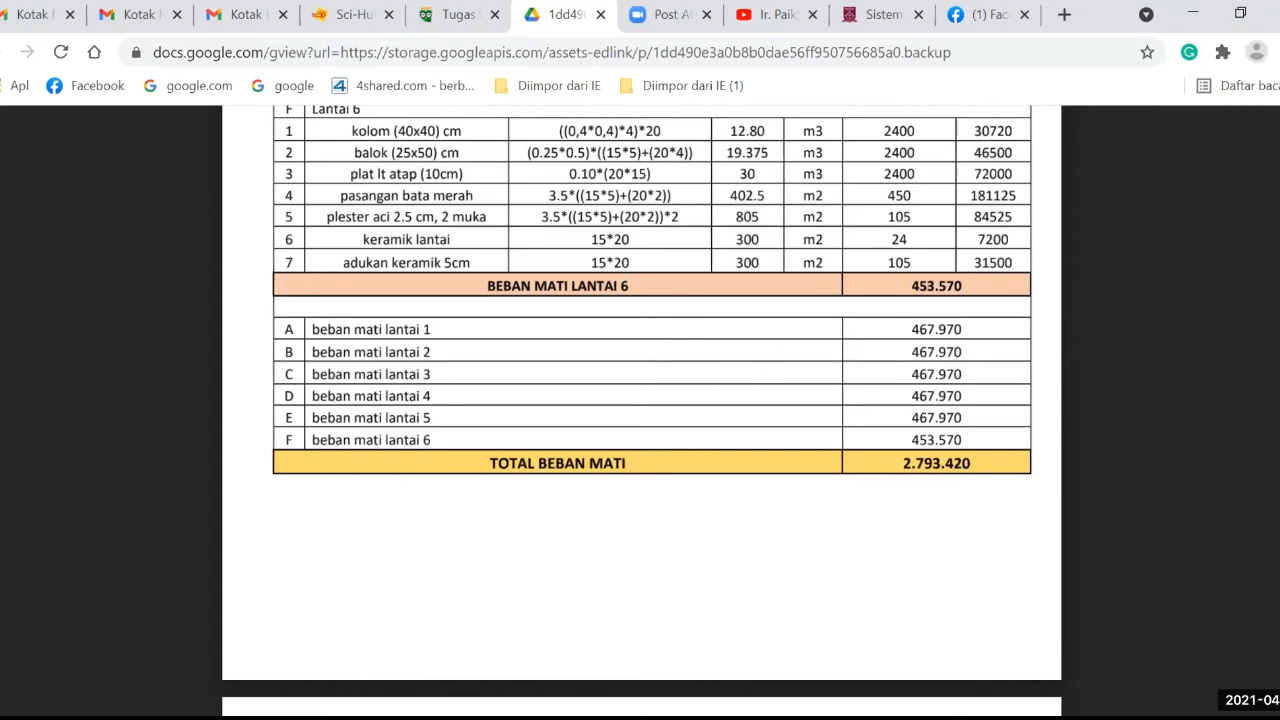 Kotak M
Kotak M
Kotak
Sci-Hu
Tugas
1dd490
Post A
Ir. Paik
Sistem
(1) Fac
docs.google.com/gview?url=https://storage.googleapis.com/assets-edlink/p/1dd490e3a0b8b0dae56ff950756685a0.backup
Apl
Facebook
google.com
google
4shared.com - berb...
Diimpor dari IE
Diimpor dari IE (1)
Daftar baca
F Lantai 6
1 kolom (40x40) cm ((0,4*0,4)*4)*20 12.80 m3 2400 30720
2 balok (25x50) cm (0.25*0.5)*((15*5)+(20*4)) 19.375 m3 2400 46500
3 plat lt atap (10cm) 0.10*(20*15) 30 m3 2400 72000
4 pasangan bata merah 3.5*((15*5)+(20*2)) 402.5 m2 450 181125
5 plester aci 2.5 cm, 2 muka 3.5*((15*5)+(20*2))*2 805 m2 105 84525
6 keramik lantai 15*20 300 m2 24 7200
7 adukan keramik 5cm 15*20 300 m2 105 31500
BEBAN MATI LANTAI 6 453.570
A beban mati lantai 1 467.970
B beban mati lantai 2 467.970
C beban mati lantai 3 467.970
D beban mati lantai 4 467.970
E beban mati lantai 5 467.970
F beban mati lantai 6 453.570
TOTAL BEBAN MATI 2.793.420
2021-04